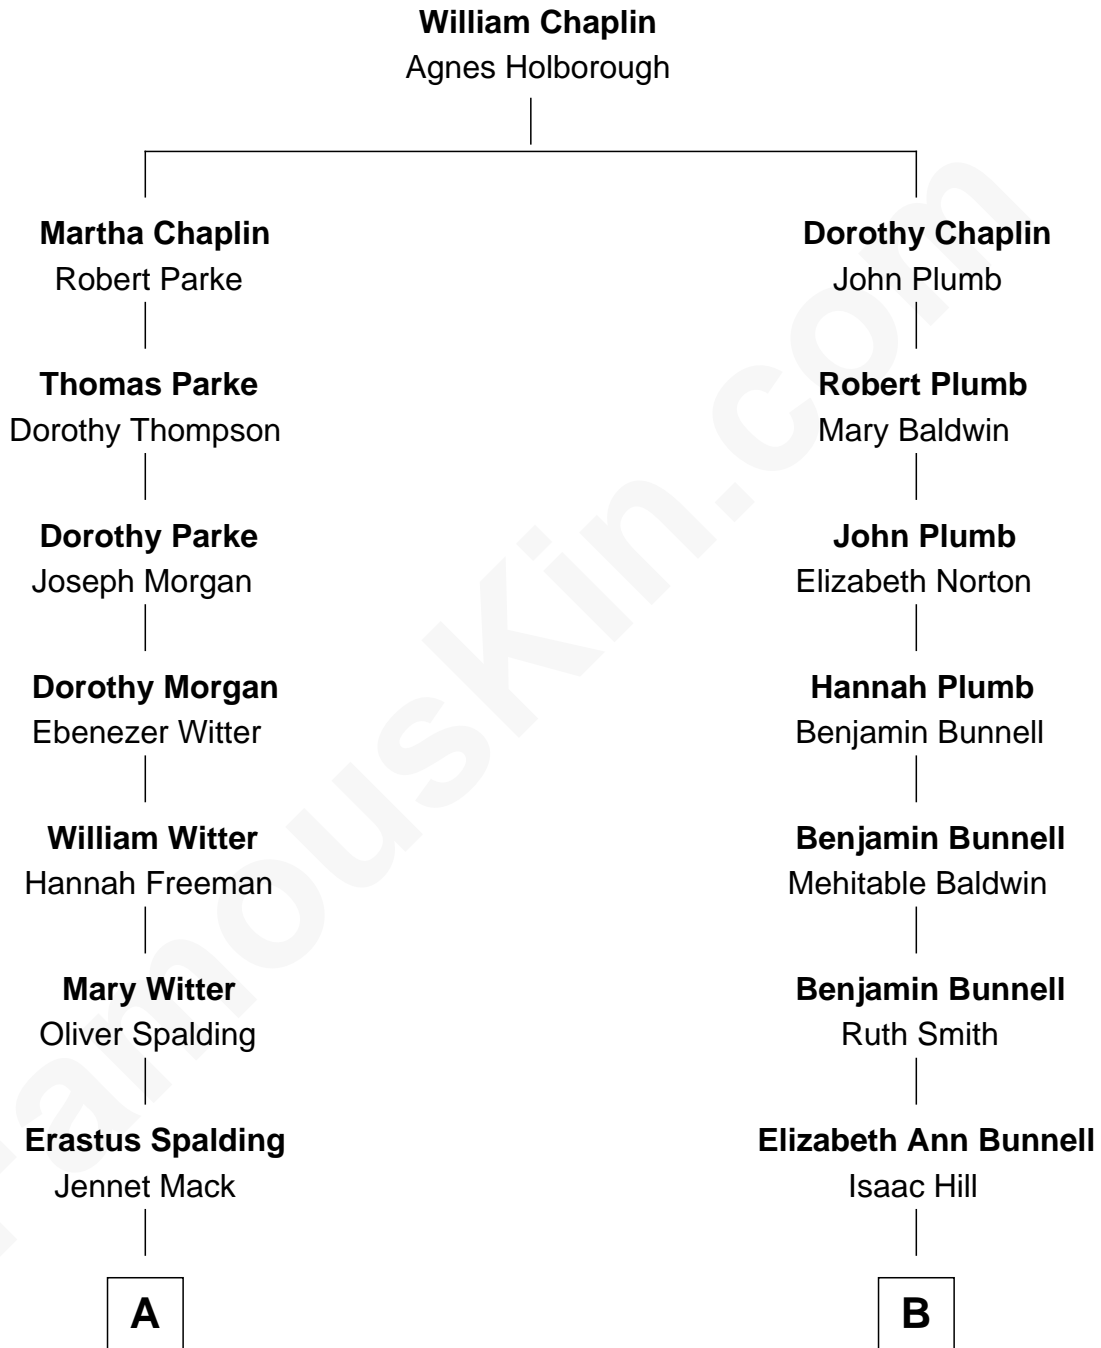 William Chaplin
Agnes Holborough
Martha Chaplin
Robert Parke
Dorothy Chaplin
John Plumb
Thomas Parke
Dorothy Thompson
Robert Plumb
Mary Baldwin
Dorothy Parke
Joseph Morgan
John Plumb
Elizabeth Norton
Dorothy Morgan
Ebenezer Witter
Hannah Plumb
Benjamin Bunnell
William Witter
Hannah Freeman
Benjamin Bunnell
Mehitable Baldwin
Mary Witter
Oliver Spalding
Benjamin Bunnell
Ruth Smith
Erastus Spalding
Jennet Mack
Elizabeth Ann Bunnell
Isaac Hill
A
B
FamousKin.com